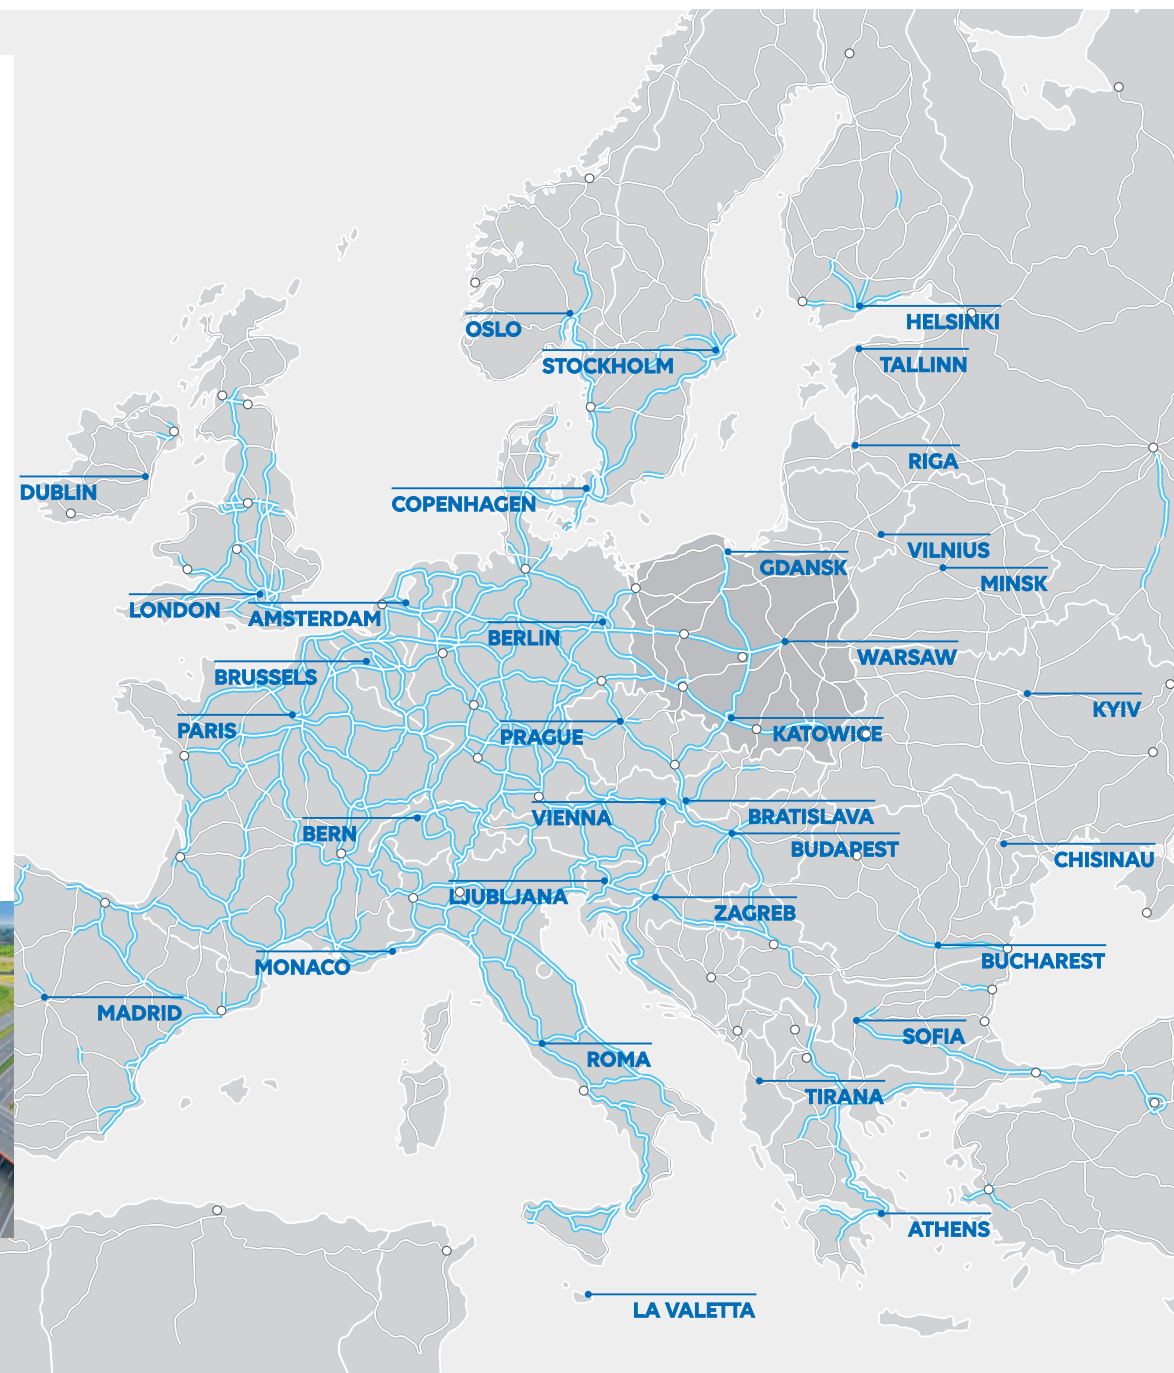 OSLO
HELSINKI
STOCKHOLM
TALLINN
RIGA
DUBLIN
COPENHAGEN
VILNIUS
GDANSK
MINSK
LONDON
AMSTERDAM
BERLIN
WARSAW
BRUSSELS
KYIV
PARIS
PRAGUE
KATOWICE
VIENNA
BRATISLAVA
BERN
BUDAPEST
CHISINAU
LJUBLJANA
ZAGREB
MONACO
BUCHAREST
MADRID
SOFIA
ROMA
TIRANA
ATHENS
LA VALETTA